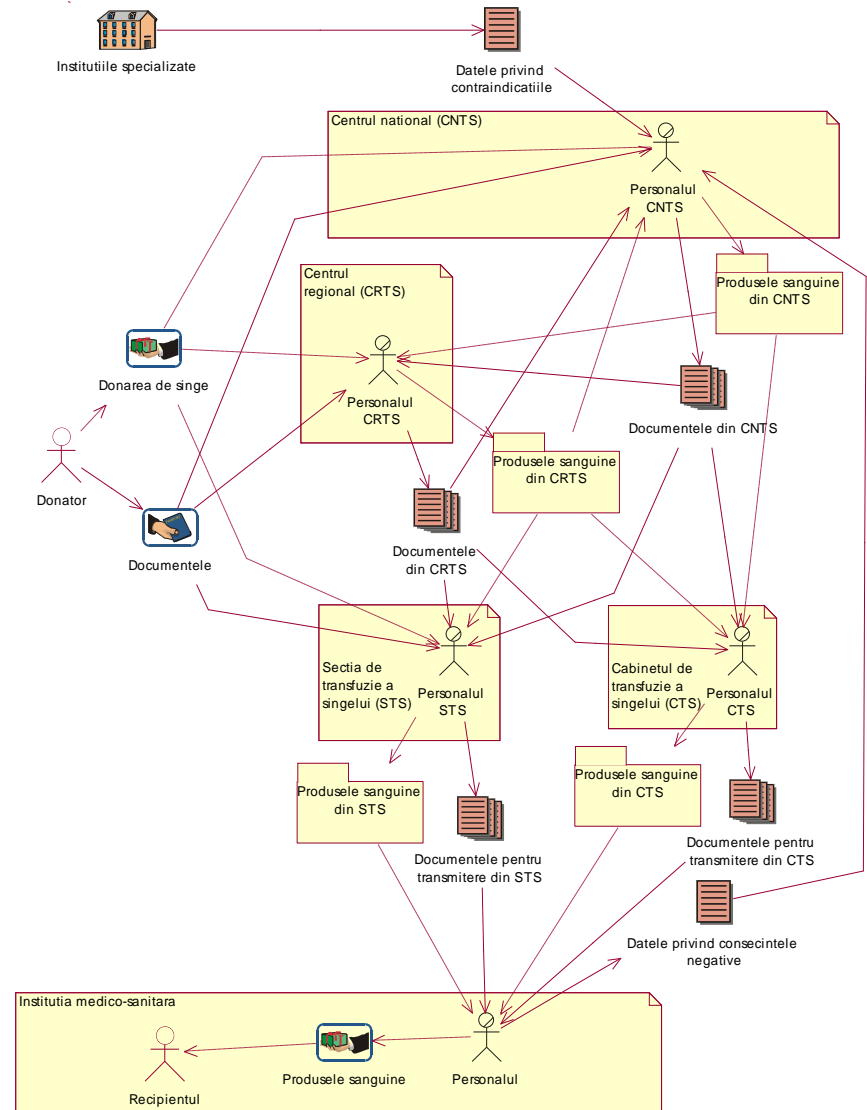 Institutiile specializate
Datele privind
contraindicatiile
Centrul national (CNTS)
Personalul
CNTS
Centrul
regional (CRTS)
Produsele sanguine
din CNTS
Personalul
CRTS
Donarea de singe
Documentele din CNTS
Produsele sanguine
din CRTS
Donator
Documentele
Documentele
din CRTS
Sectia de
transfuzie a
singelui (STS)
Personalul
STS
Cabinetul de
transfuzie a
singelui (CTS)
Personalul
CTS
Produsele sanguine
din STS
Produsele sanguine
din CTS
Documentele pentru
transmitere din STS
Documentele pentru
transmitere din CTS
Datele privind consecintele
negative
Institutia medico-sanitara
Produsele sanguine
Personalul
Recipientul